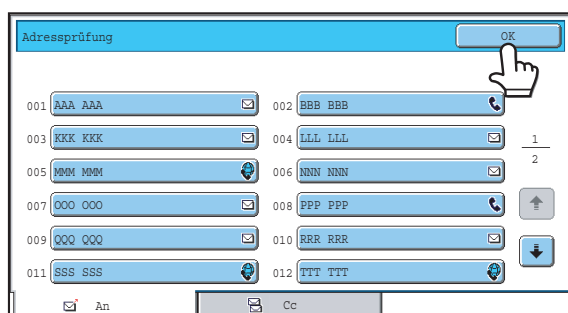 Adressprüfung OK
001 AAA AAA 002 BBB BBB
003 KKK KKK 004 LLL LLL
1
005 MMM MMM 006 NNN NNN
2
007 OOO OOO 008 PPP PPP
009 QQQ QQQ 010 RRR RRR
011 SSS SSS 012 TTT TTT
An Cc